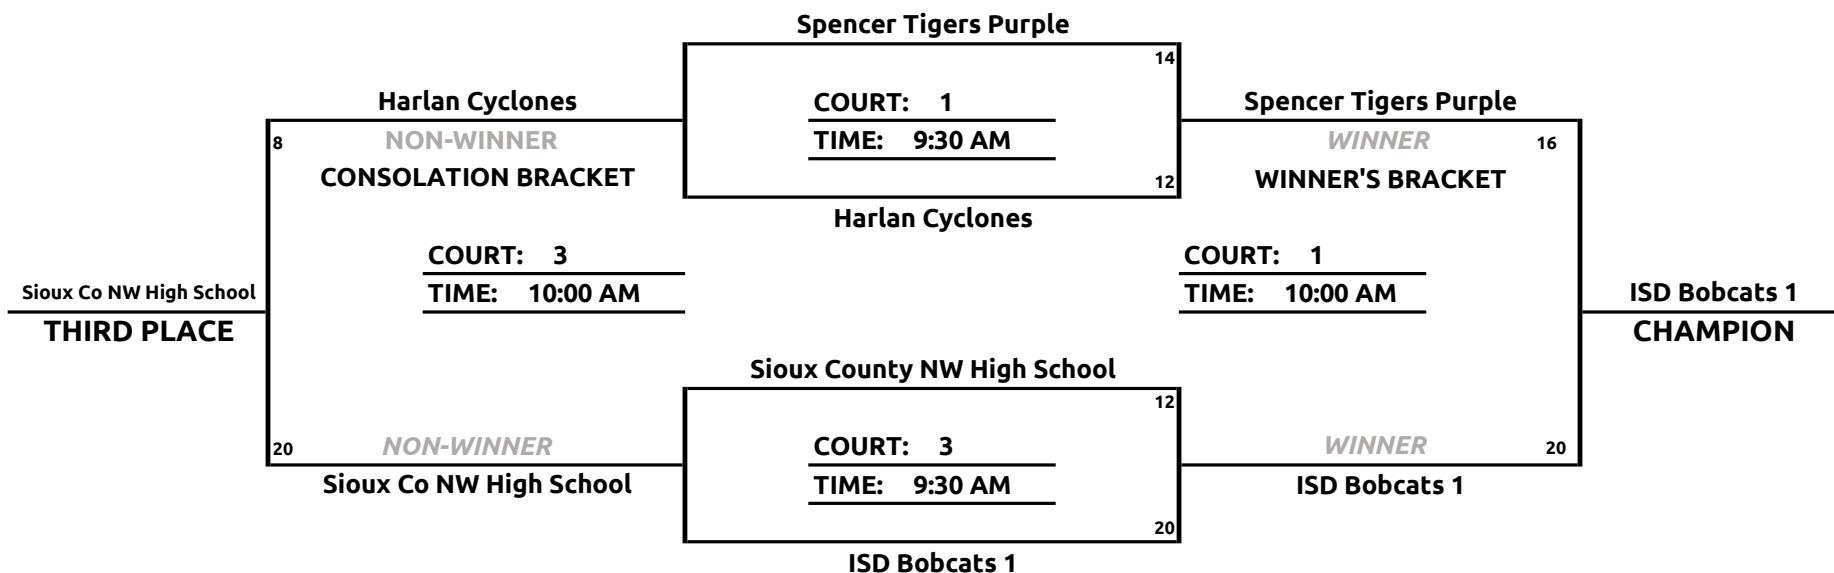 Spencer Tigers Purple
14
Harlan Cyclones
COURT: 1
Spencer Tigers Purple
8
NON-WINNER
TIME: 9:30 AM
WINNER
16
CONSOLATION BRACKET
12
WINNER'S BRACKET
Harlan Cyclones
COURT: 3
COURT: 1
Sioux Co NW High School
TIME: 10:00 AM
TIME: 10:00 AM
ISD Bobcats 1
THIRD PLACE
CHAMPION
Sioux County NW High School
12
20
NON-WINNER
COURT: 3
WINNER
20
Sioux Co NW High School
TIME: 9:30 AM
ISD Bobcats 1
20
ISD Bobcats 1